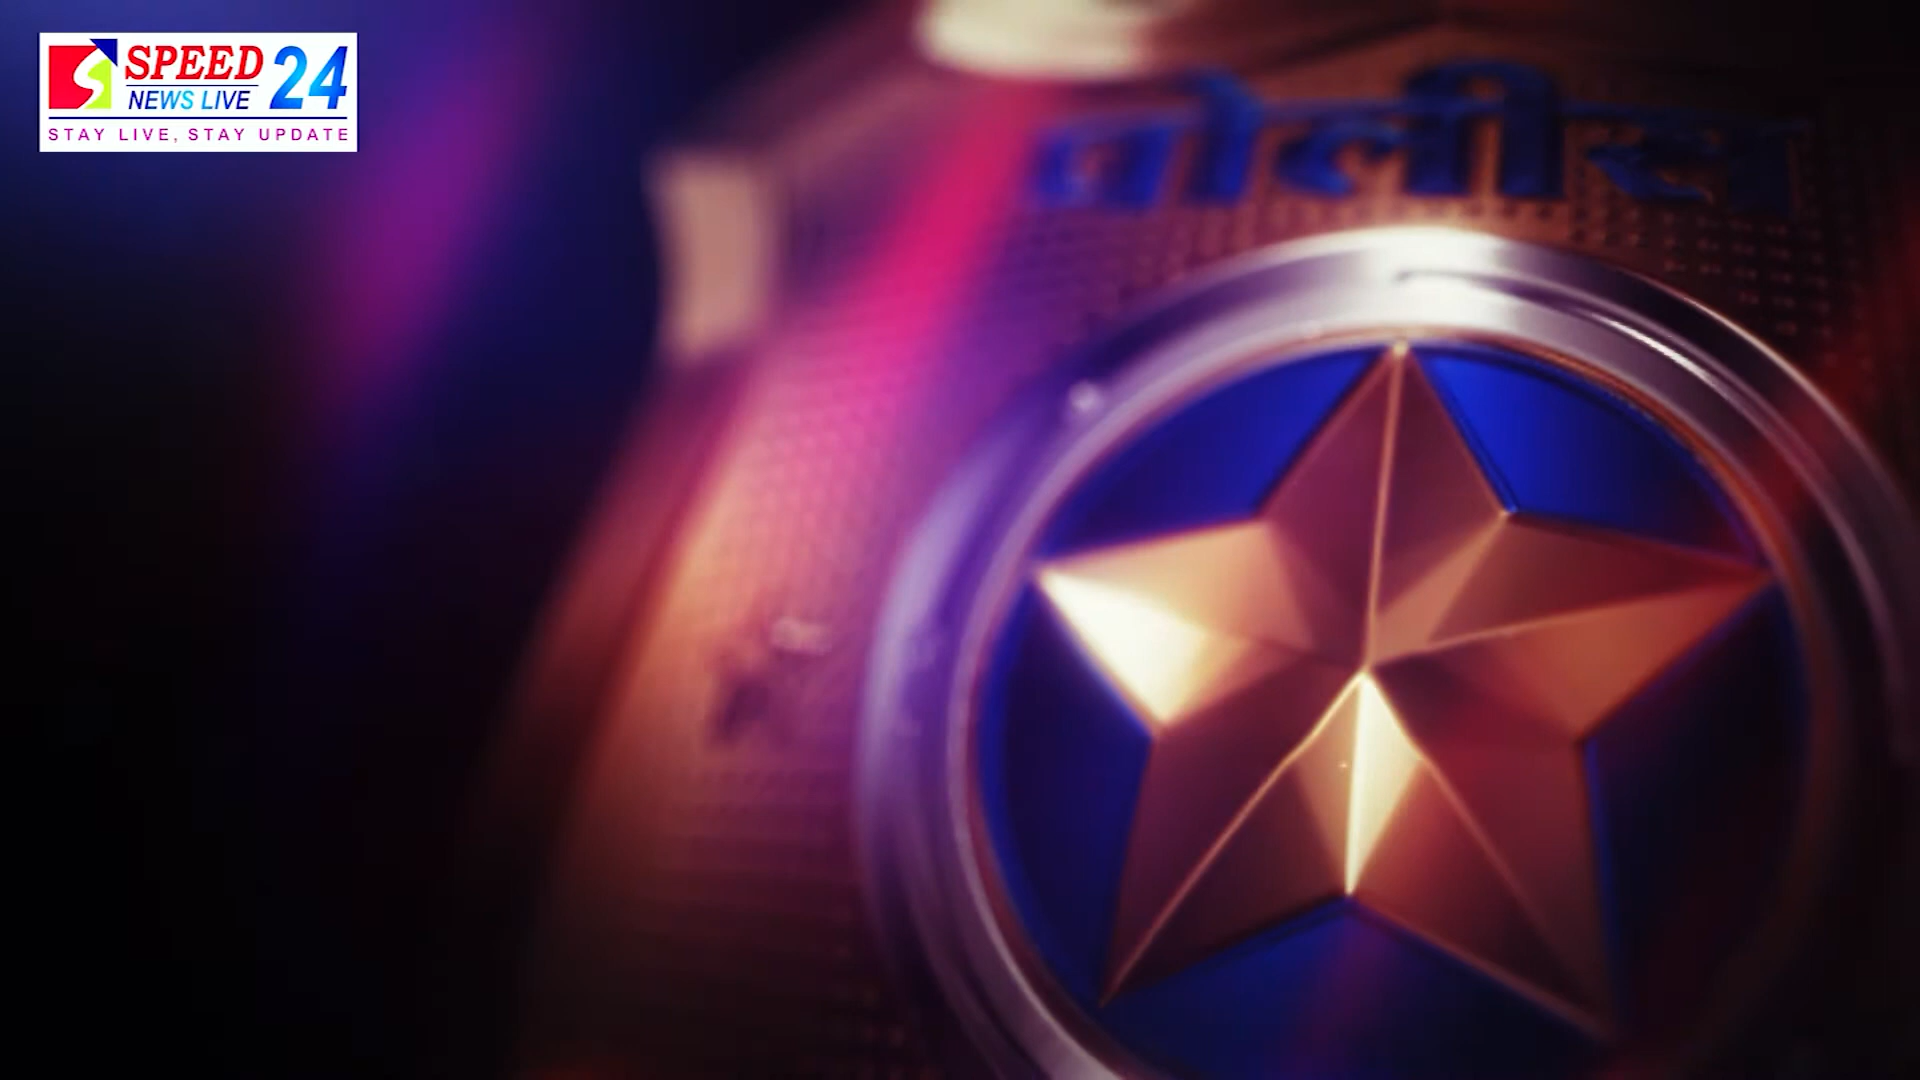 SPEED
NEWS LIVE
24
STAY LIVE, STAY UPDATE
पोलीस